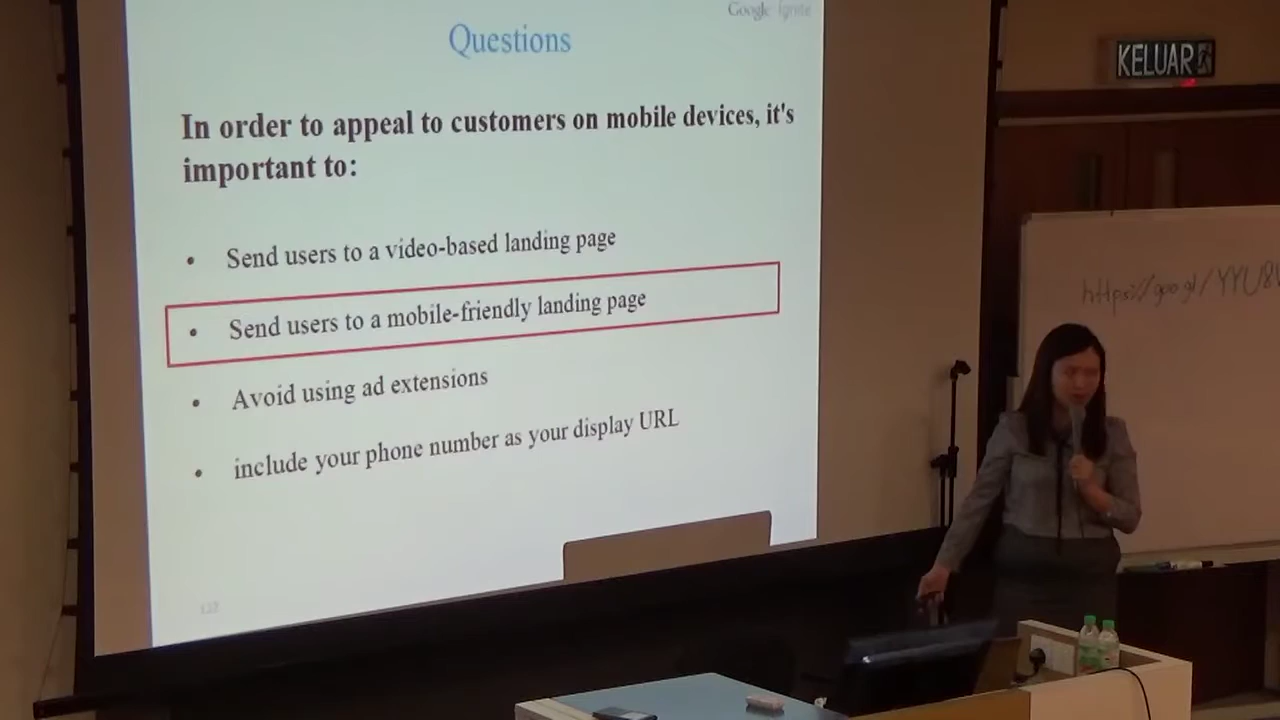 Google Ignite
Questions
KELUAR
In order to appeal to customers on mobile devices, it's
important to:
• Send users to a video-based landing page
• Send users to a mobile-friendly landing page
• Avoid using ad extensions
• include your phone number as your display URL